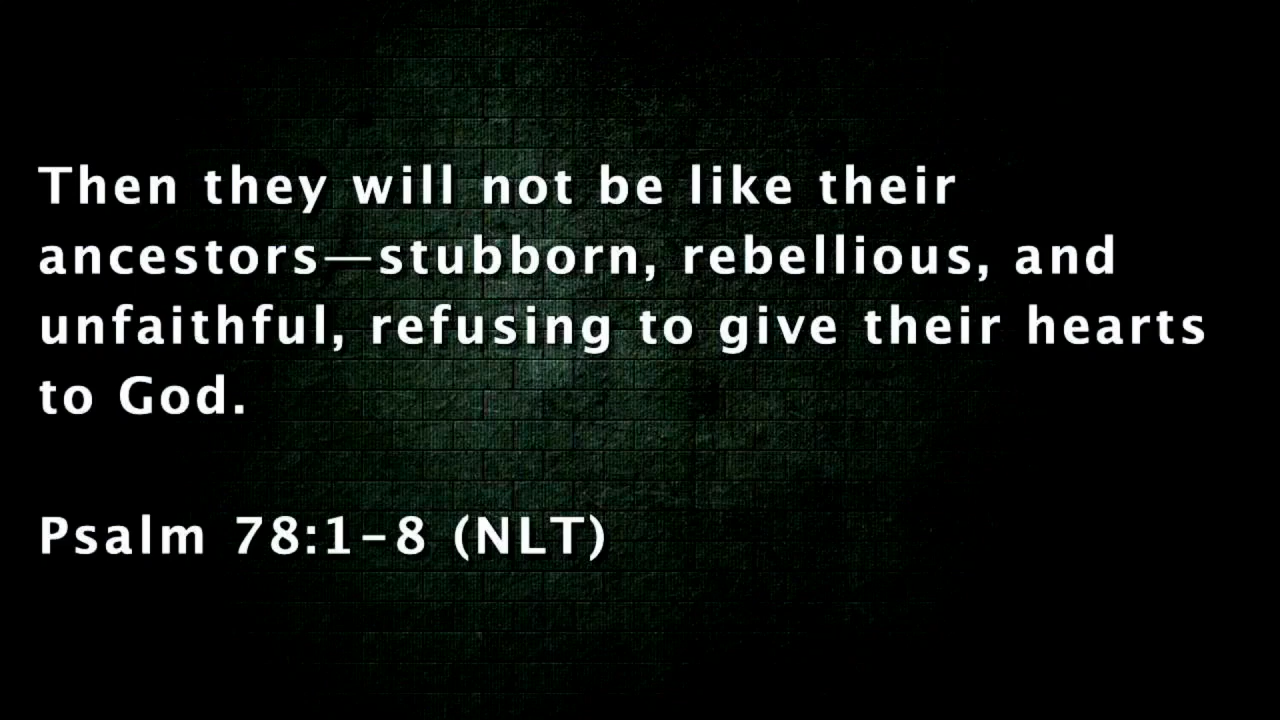 Then they will not be like their
ancestors—stubborn, rebellious, and
unfaithful, refusing to give their hearts
to God.
Psalm 78:1-8 (NLT)